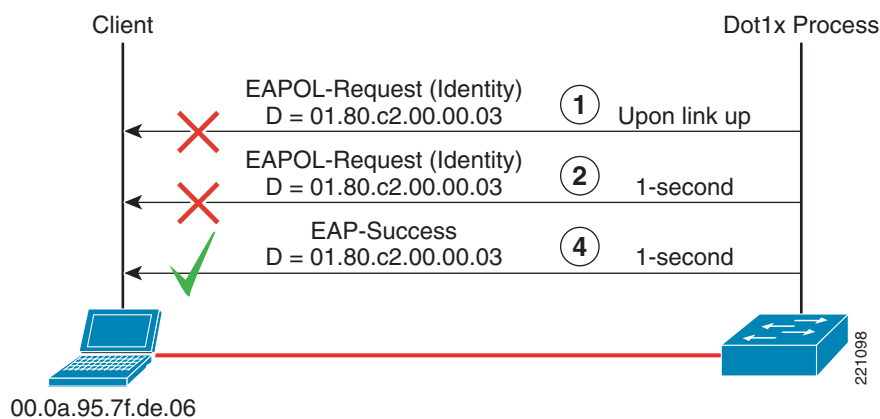 Client
Dot1x Process
EAPOL-Request (Identity)
D = 01.80.c2.00.00.03
1
Upon link up
EAPOL-Request (Identity)
D = 01.80.c2.00.00.03
2
1-second
EAP-Success
D = 01.80.c2.00.00.03
4
1-second
00.0a.95.7f.de.06
221098